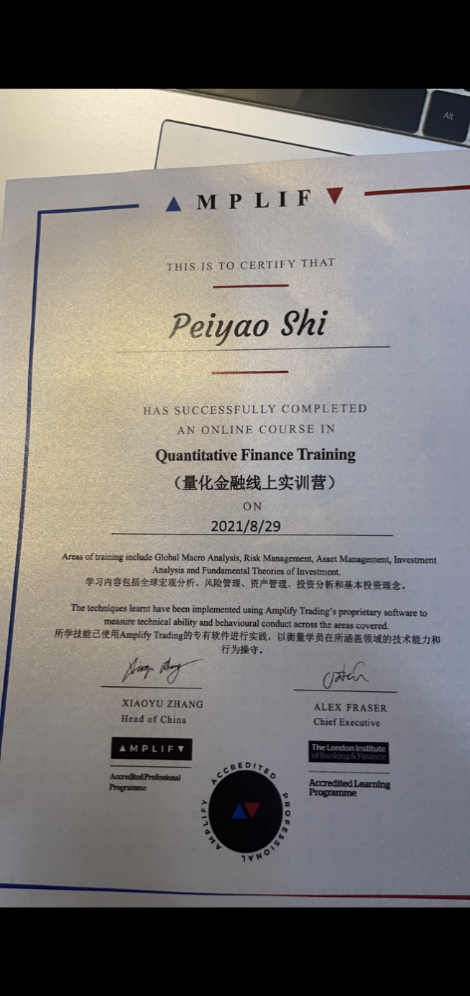 Alt
▲MPLIF▼
THIS IS TO CERTIFY THAT
Peiyao Shi
HAS SUCCESSFULLY COMPLETED
AN ONLINE COURSE IN
Quantitative Finance Training
（量化金融线上实训营）
ON
2021/8/29
Areas of training include Global Macro Analysis, Risk Management, Asset Management, Investment
Analysis and Fundamental Theories of Investment.
学习内容包括全球宏观分析、风险管理、资产管理、投资分析和基本投资理念。
The techniques learnt have been implemented using Amplify Trading's proprietary software to
measure technical ability and behavioural conduct across the areas covered.
所学技能已使用Amplify Trading的专有软件进行实践，以衡量学员在所涵盖领域的技术能力和
行为操守。
XIAOYU ZHANG
Head of China
▲MPLIF▼
Accredited Professional
Programme
ALEX FRASER
Chief Executive
The London Institute
of Banking & Finance
Accredited Learning
Programme
AMPLIFY ACCREDITED PROFESSIONAL